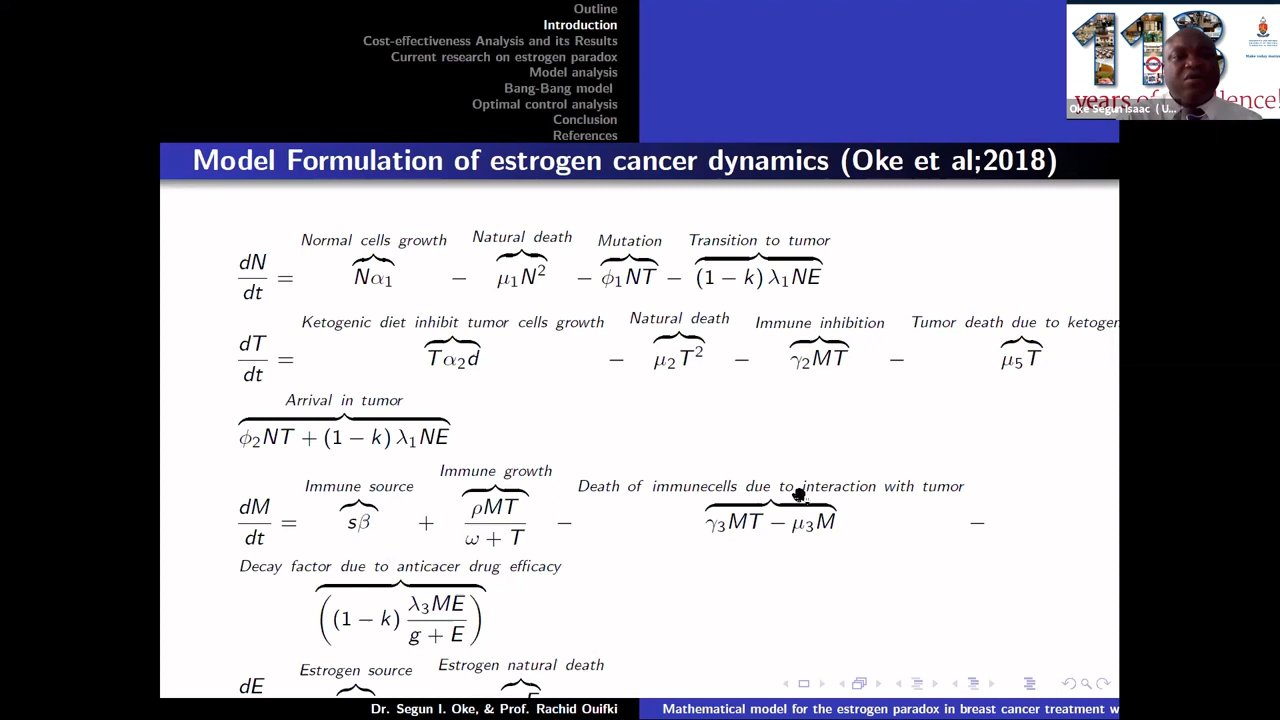 Outline
Introduction
Cost-effectiveness Analysis and its Results
Current research on estrogen paradox
Model analysis
Bang-Bang model
Optimal control analysis
Conclusion
References
113
years of excellence!
Oke Segun Isaac (U...
Model Formulation of estrogen cancer dynamics (Oke et al;2018)
Normal cells growth Natural death Mutation Transition to tumor
dN/dt = Nα₁ − μ₁N² − ϕ₁NT − (1 − k) λ₁NE
Ketogenic diet inhibit tumor cells growth Natural death Immune inhibition Tumor death due to ketogen
dT/dt = Tα₂d − μ₂T² − γ₂MT − μ₅T
Arrival in tumor
ϕ₂NT + (1 − k) λ₁NE
Immune source Immune growth Death of immunecells due to interaction with tumor
dM/dt = sβ + ρMT/(ω + T) − γ₃MT − μ₃M −
Decay factor due to anticacer drug efficacy
((1 − k) λ₃ME/(g + E))
Estrogen source Estrogen natural death
dE
Dr. Segun I. Oke, & Prof. Rachid Ouifki Mathematical model for the estrogen paradox in breast cancer treatment w